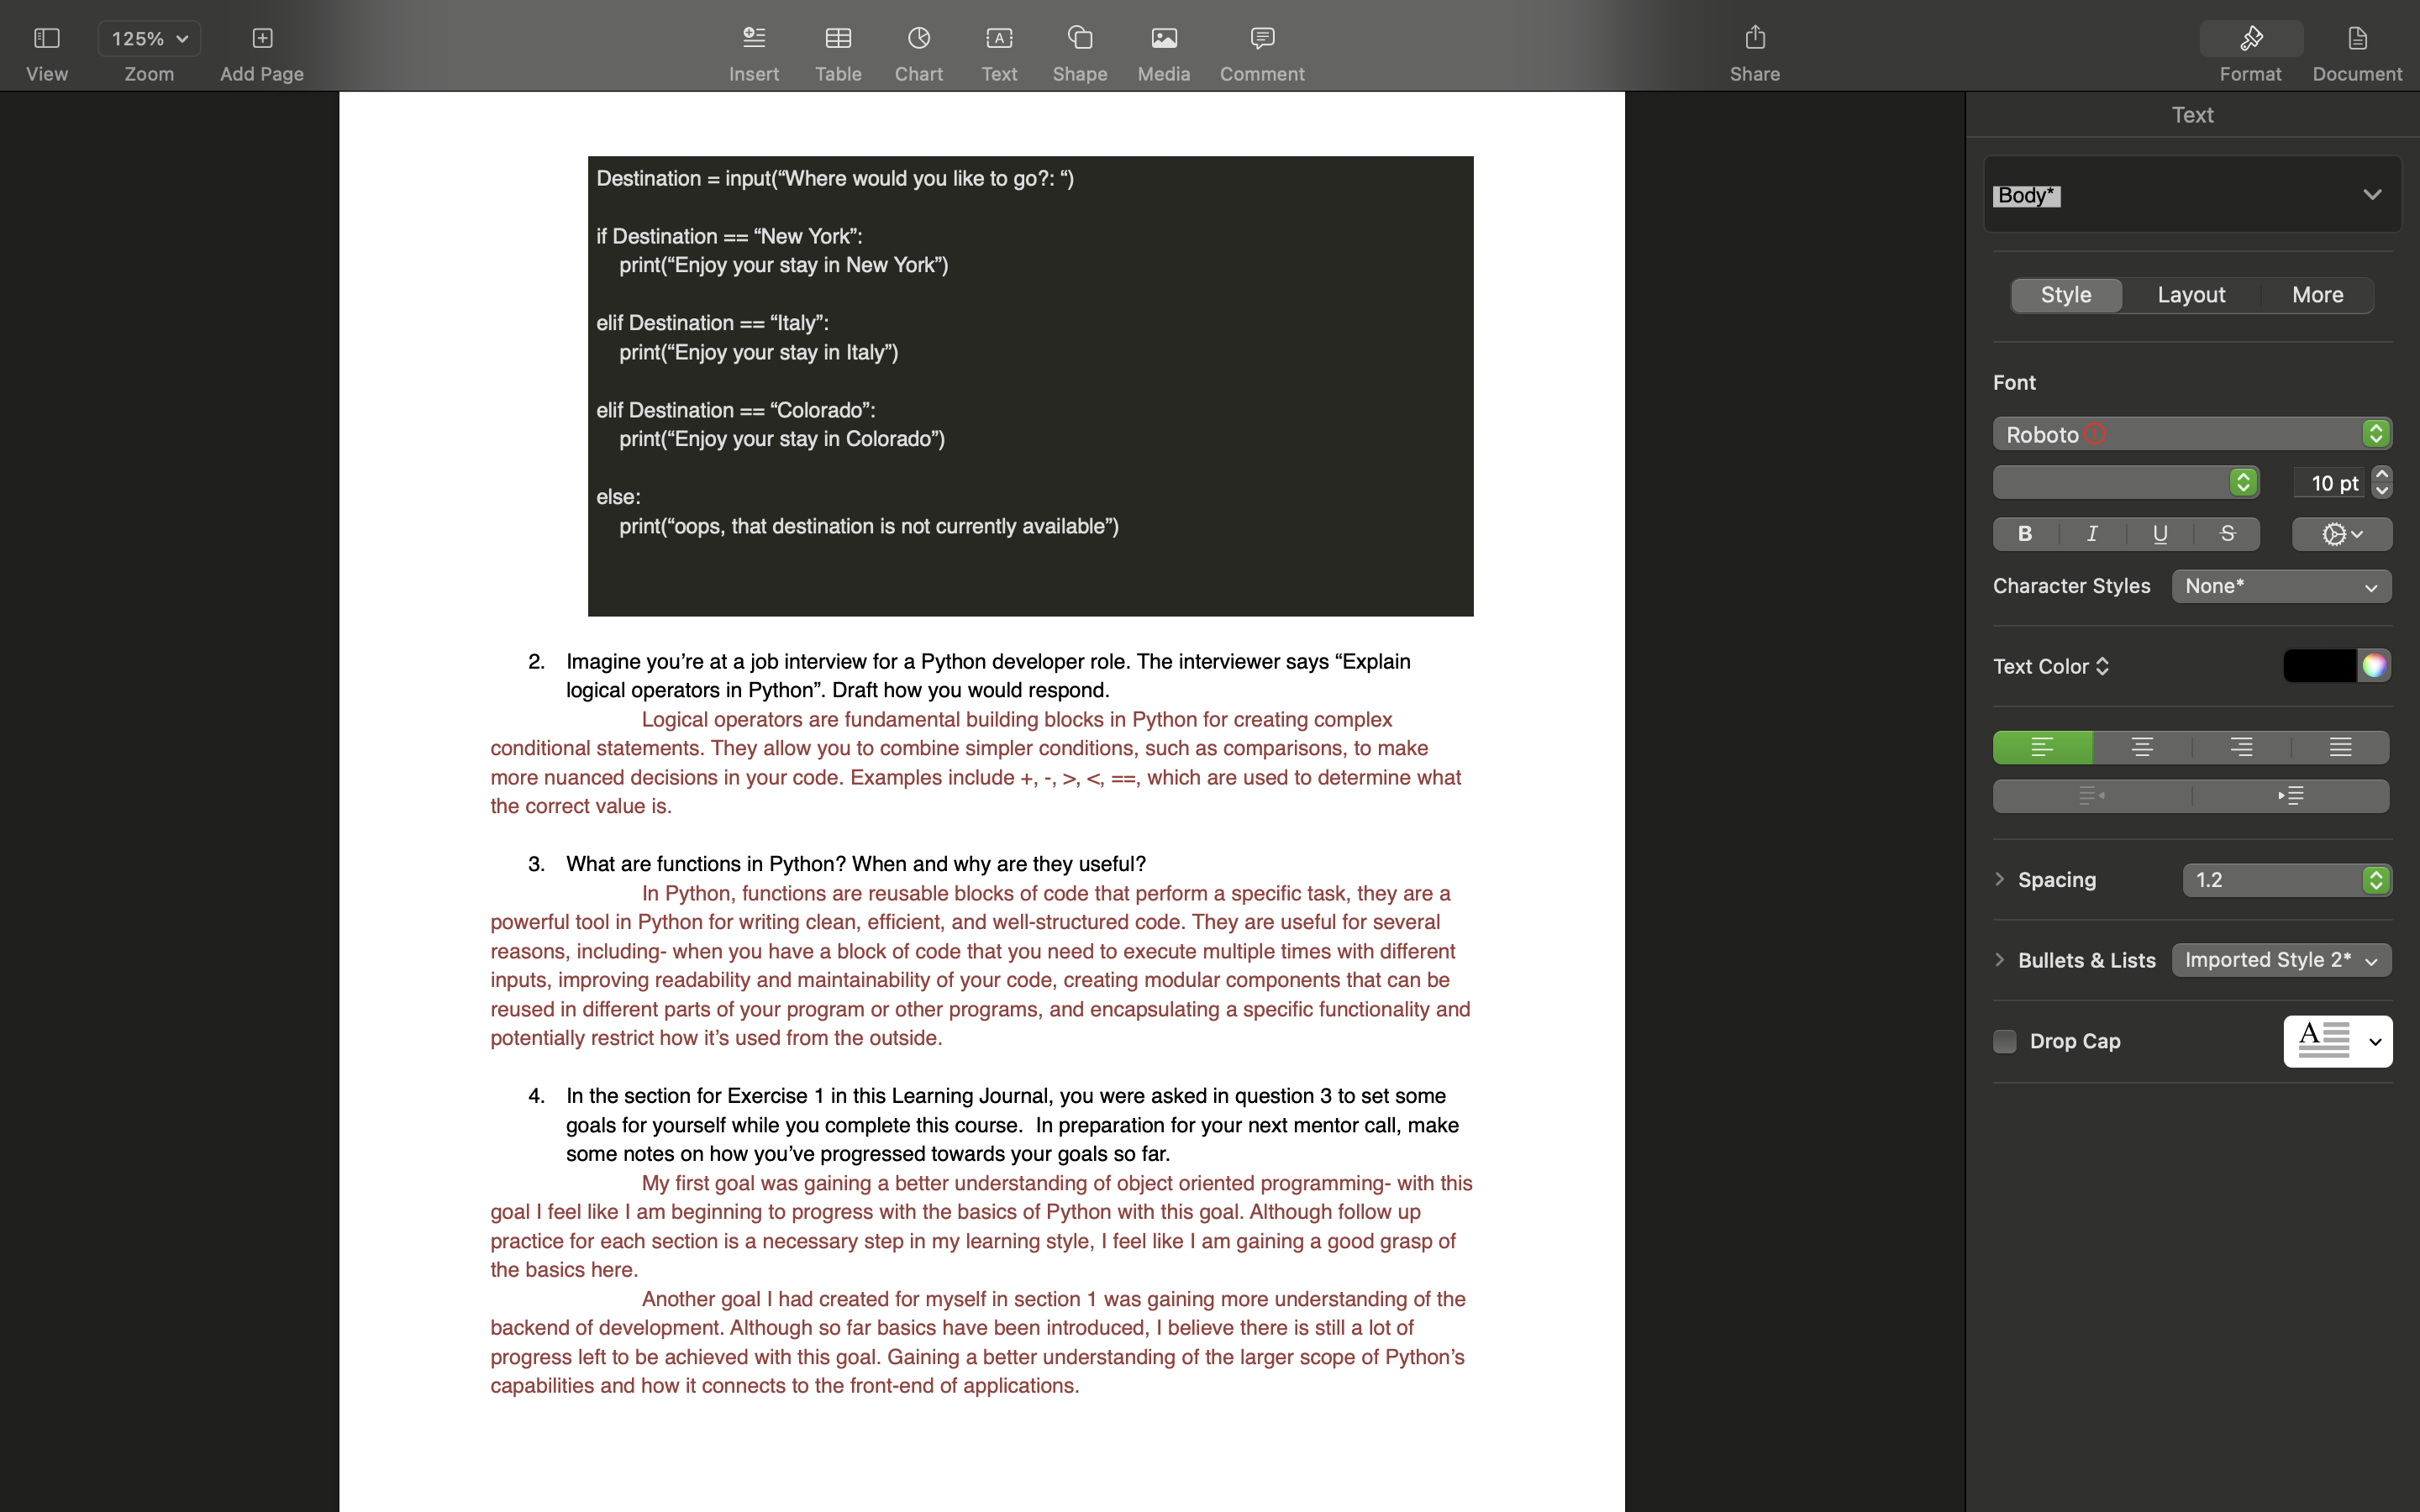 View
125%
Zoom
Add Page
Insert
Table
Chart
Text
Shape
Media
Comment
Share
Format
Document
Destination = input(“Where would you like to go?: “)
if Destination == “New York”:
print(“Enjoy your stay in New York”)
elif Destination == “Italy”:
print(“Enjoy your stay in Italy”)
elif Destination == “Colorado”:
print(“Enjoy your stay in Colorado”)
else:
print(“oops, that destination is not currently available”)
2. Imagine you’re at a job interview for a Python developer role. The interviewer says “Explain
logical operators in Python”. Draft how you would respond.
Logical operators are fundamental building blocks in Python for creating complex
conditional statements. They allow you to combine simpler conditions, such as comparisons, to make
more nuanced decisions in your code. Examples include +, -, >, <, ==, which are used to determine what
the correct value is.
3. What are functions in Python? When and why are they useful?
In Python, functions are reusable blocks of code that perform a specific task, they are a
powerful tool in Python for writing clean, efficient, and well-structured code. They are useful for several
reasons, including- when you have a block of code that you need to execute multiple times with different
inputs, improving readability and maintainability of your code, creating modular components that can be
reused in different parts of your program or other programs, and encapsulating a specific functionality and
potentially restrict how it’s used from the outside.
4. In the section for Exercise 1 in this Learning Journal, you were asked in question 3 to set some
goals for yourself while you complete this course.  In preparation for your next mentor call, make
some notes on how you’ve progressed towards your goals so far.
My first goal was gaining a better understanding of object oriented programming- with this
goal I feel like I am beginning to progress with the basics of Python with this goal. Although follow up
practice for each section is a necessary step in my learning style, I feel like I am gaining a good grasp of
the basics here.
Another goal I had created for myself in section 1 was gaining more understanding of the
backend of development. Although so far basics have been introduced, I believe there is still a lot of
progress left to be achieved with this goal. Gaining a better understanding of the larger scope of Python’s
capabilities and how it connects to the front-end of applications.
Text
Body*
Style
Layout
More
Font
Roboto
10 pt
B I U S
Character Styles
None*
Text Color
Spacing
1.2
Bullets & Lists
Imported Style 2*
Drop Cap
A